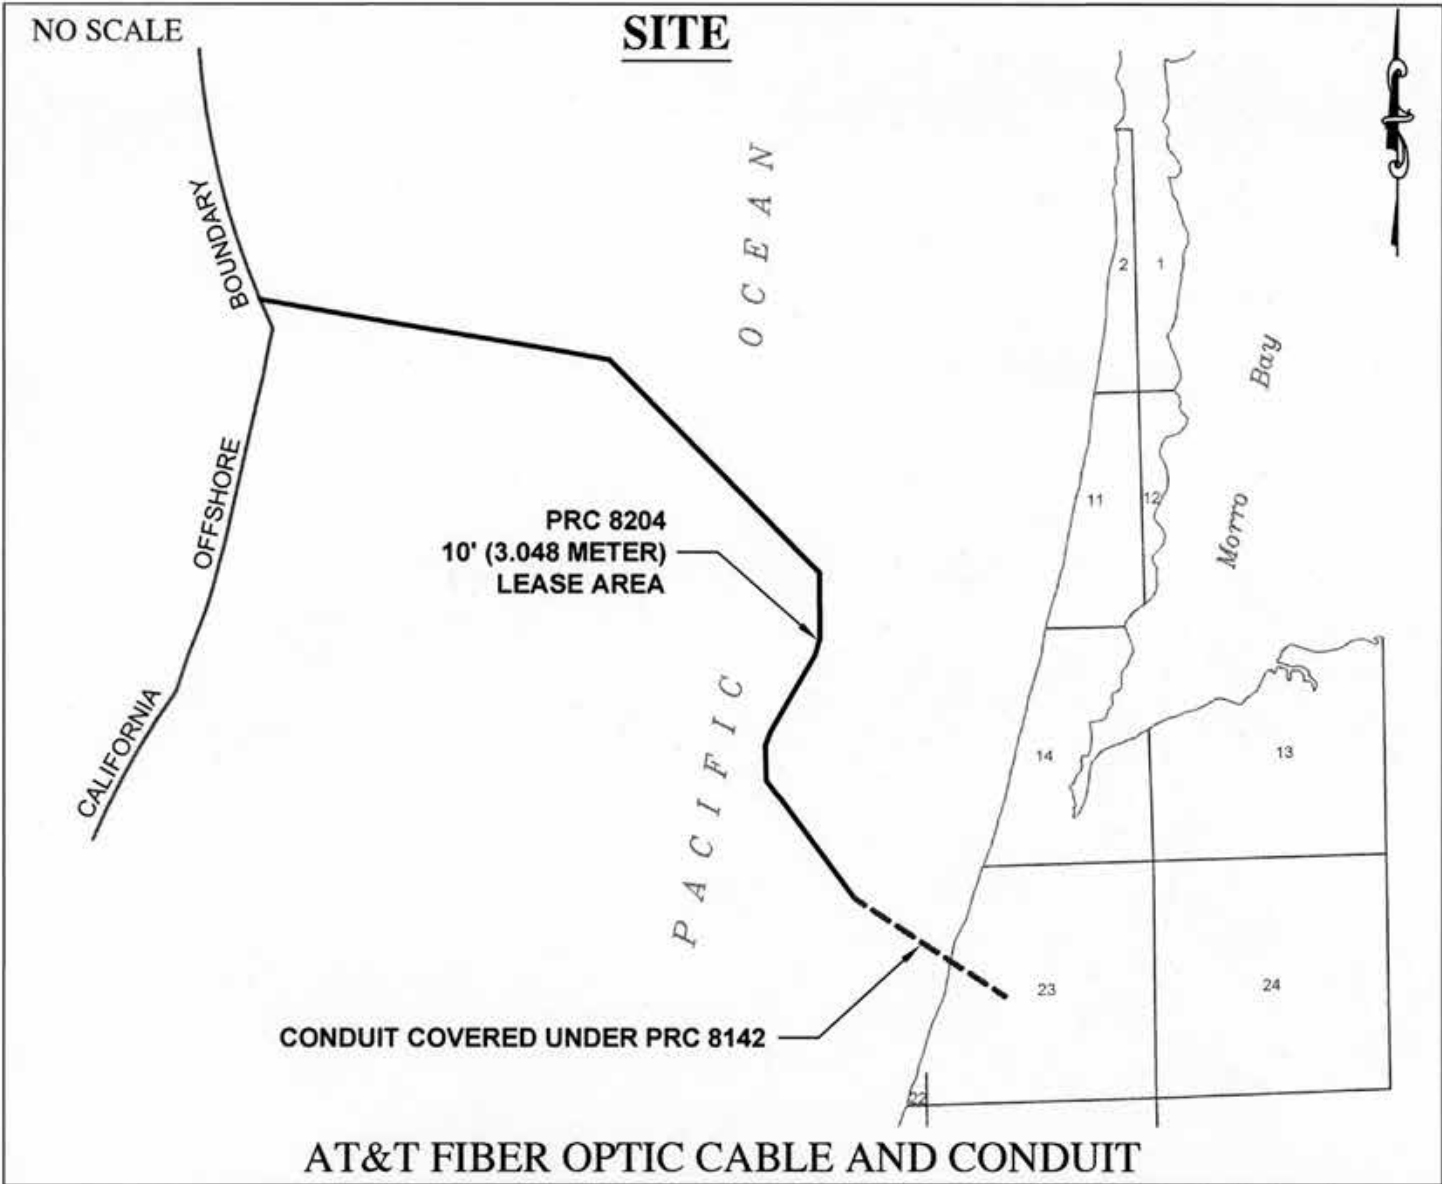 NO SCALE
SITE
BOUNDARY
OFFSHORE
CALIFORNIA
OCEAN
PACIFIC
PRC 8204
10' (3.048 METER)
LEASE AREA
CONDUIT COVERED UNDER PRC 8142
2
1
11
12
14
13
23
24
22
Bay
Morro
AT&T FIBER OPTIC CABLE AND CONDUIT